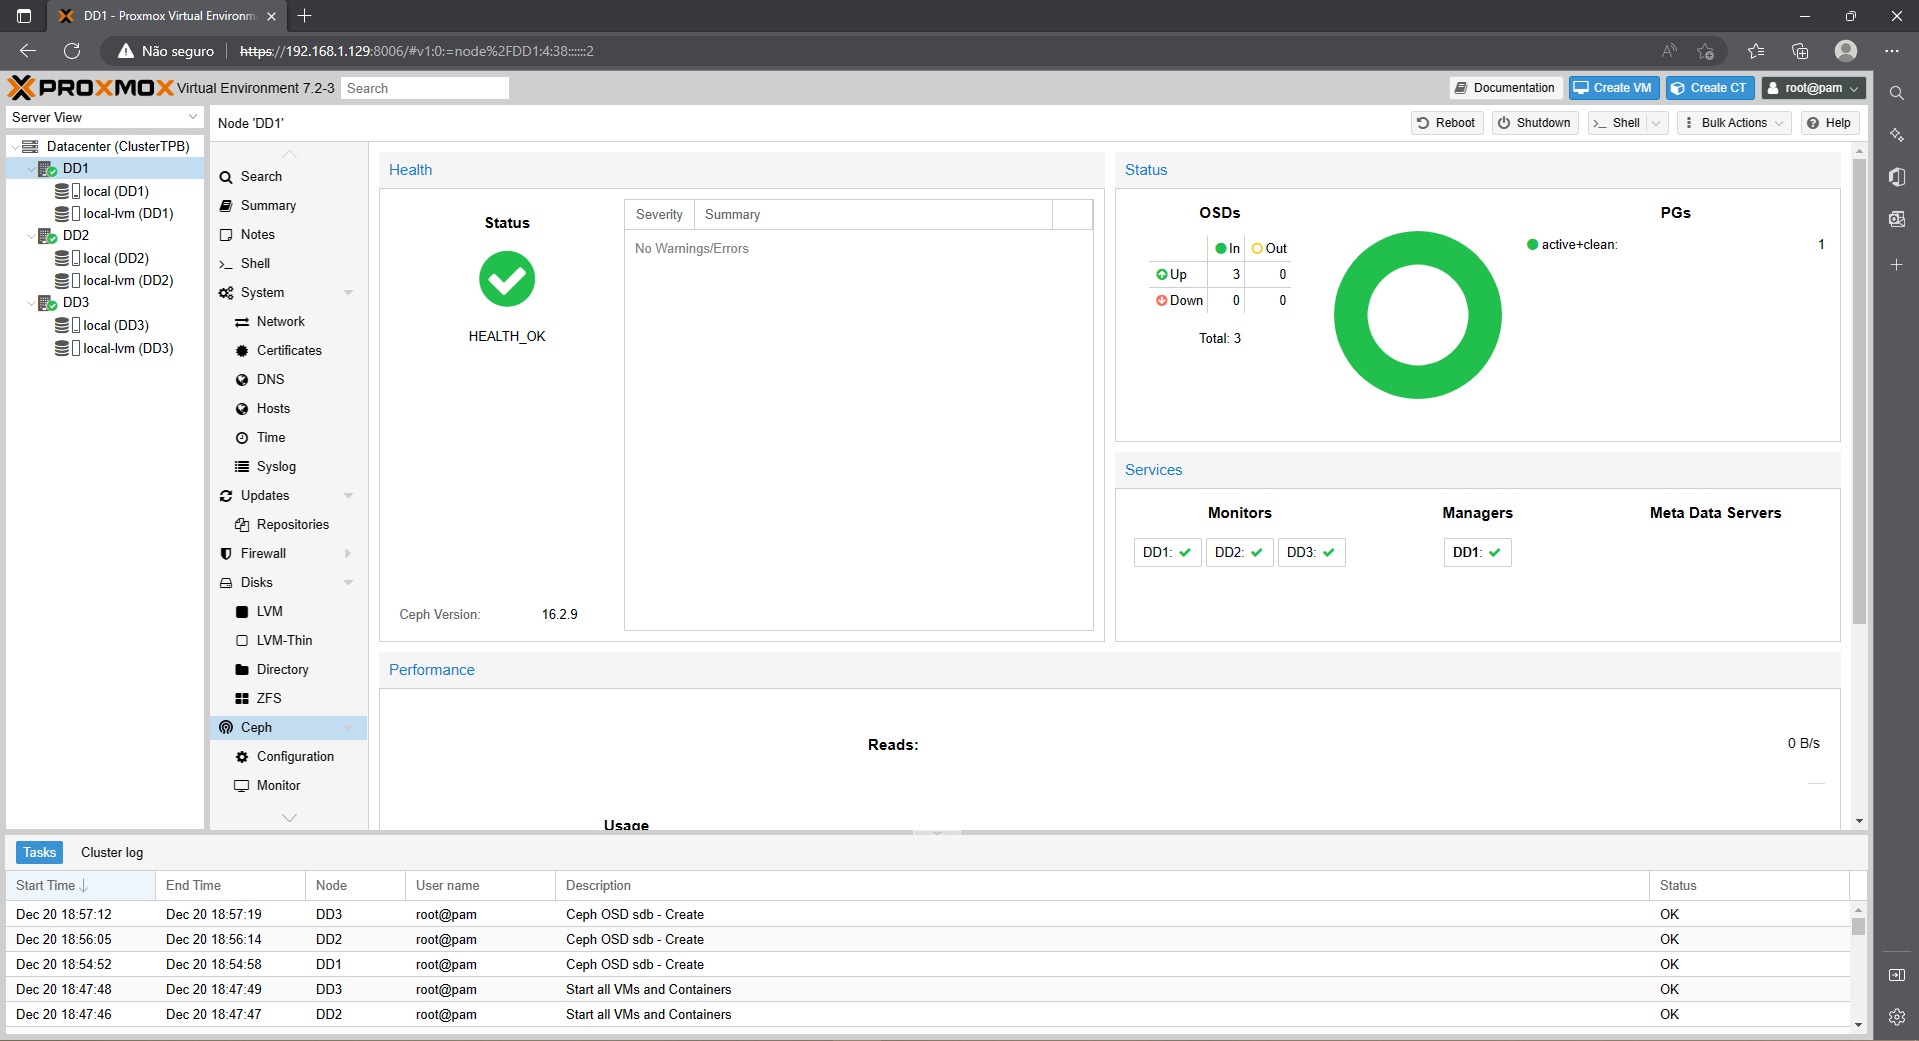 DD1 - Proxmox Virtual Environm
Não seguro
https://192.168.1.129:8006/#v1:0:=node%2FDD1:4:38::::::2
PROXMOX Virtual Environment 7.2-3
Search
Documentation
Create VM
Create CT
root@pam
Server View
Node 'DD1'
Reboot
Shutdown
Shell
Bulk Actions
Help
Datacenter (ClusterTPB)
DD1
local (DD1)
local-lvm (DD1)
DD2
local (DD2)
local-lvm (DD2)
DD3
local (DD3)
local-lvm (DD3)
Search
Summary
Notes
Shell
System
Network
Certificates
DNS
Hosts
Time
Syslog
Updates
Repositories
Firewall
Disks
LVM
LVM-Thin
Directory
ZFS
Ceph
Configuration
Monitor
Health
Status
HEALTH_OK
Ceph Version: 16.2.9
Severity Summary
No Warnings/Errors
Status
OSDs
In Out
Up 3 0
Down 0 0
Total: 3
PGs
active+clean: 1
Services
Monitors
DD1:
DD2:
DD3:
Managers
DD1:
Meta Data Servers
Performance
Reads:
0 B/s
Usage
Tasks
Cluster log
Start Time End Time Node User name Description Status
Dec 20 18:57:12 Dec 20 18:57:19 DD3 root@pam Ceph OSD sdb - Create OK
Dec 20 18:56:05 Dec 20 18:56:14 DD2 root@pam Ceph OSD sdb - Create OK
Dec 20 18:54:52 Dec 20 18:54:58 DD1 root@pam Ceph OSD sdb - Create OK
Dec 20 18:47:48 Dec 20 18:47:49 DD3 root@pam Start all VMs and Containers OK
Dec 20 18:47:46 Dec 20 18:47:47 DD2 root@pam Start all VMs and Containers OK